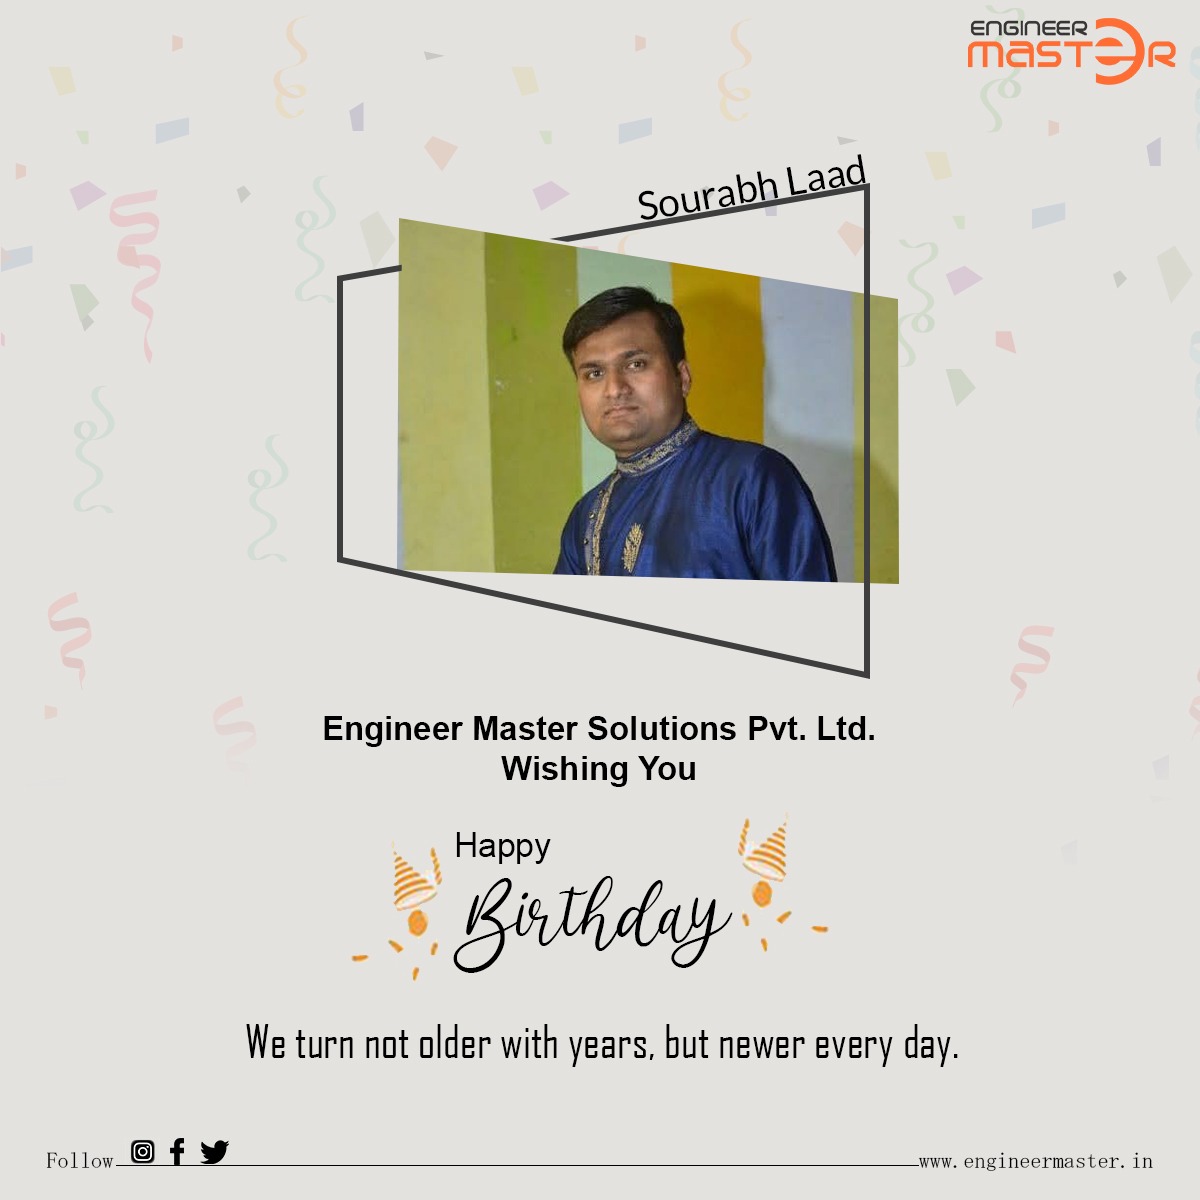 ENGINEER
MASTER
Sourabh Laad
Engineer Master Solutions Pvt. Ltd.
Wishing You
Happy
Birthday
We turn not older with years, but newer every day.
Follow
www.engineermaster.in